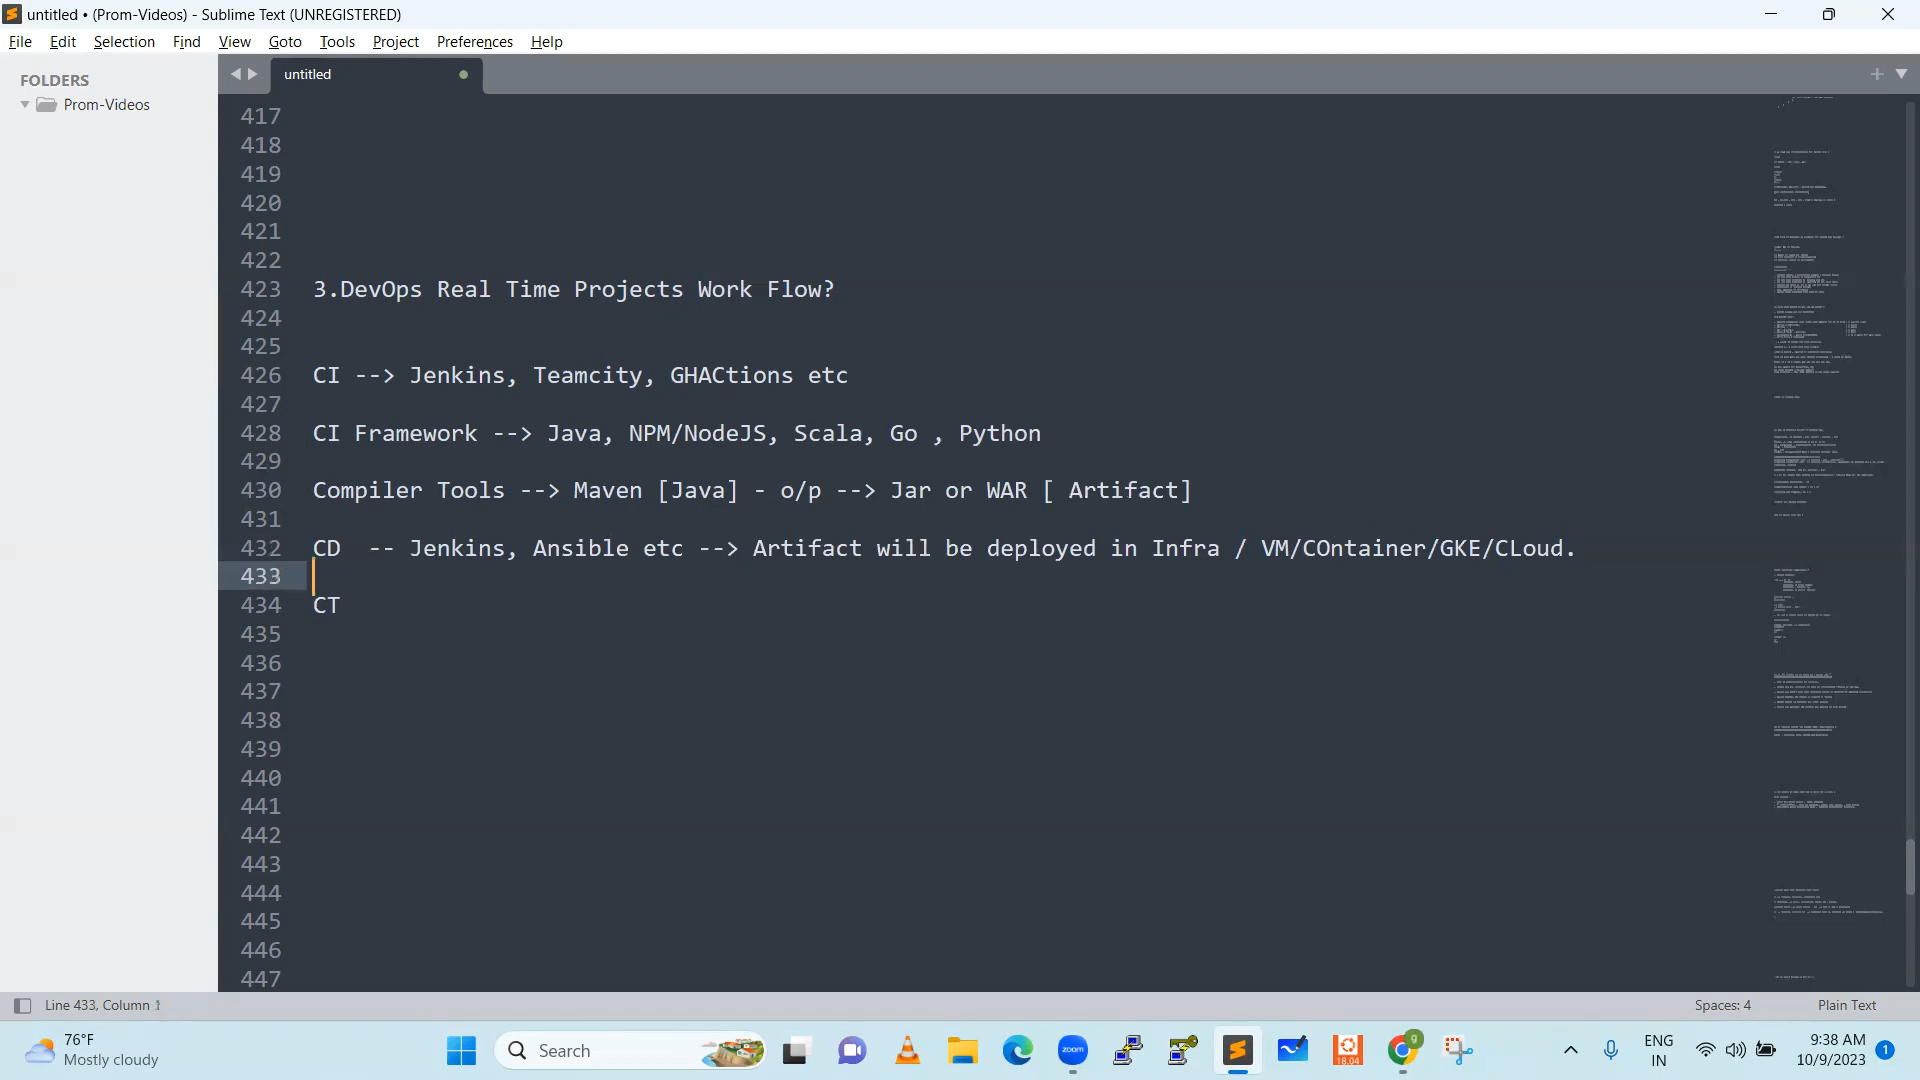 untitled • (Prom-Videos) - Sublime Text (UNREGISTERED)
File Edit Selection Find View Goto Tools Project Preferences Help
FOLDERS
Prom-Videos
untitled
417
418
419
420
421
422
423 3.DevOps Real Time Projects Work Flow?
424
425
426 CI --> Jenkins, Teamcity, GHACtions etc
427
428 CI Framework --> Java, NPM/NodeJS, Scala, Go , Python
429
430 Compiler Tools --> Maven [Java] - o/p --> Jar or WAR [ Artifact]
431
432 CD  -- Jenkins, Ansible etc --> Artifact will be deployed in Infra / VM/COntainer/GKE/CLoud.
433
434 CT
435
436
437
438
439
440
441
442
443
444
445
446
447
Line 433, Column 1
Spaces: 4 Plain Text
76°F
Mostly cloudy
Search
zoom
18.04
g
ENG
IN
9:38 AM
10/9/2023
1